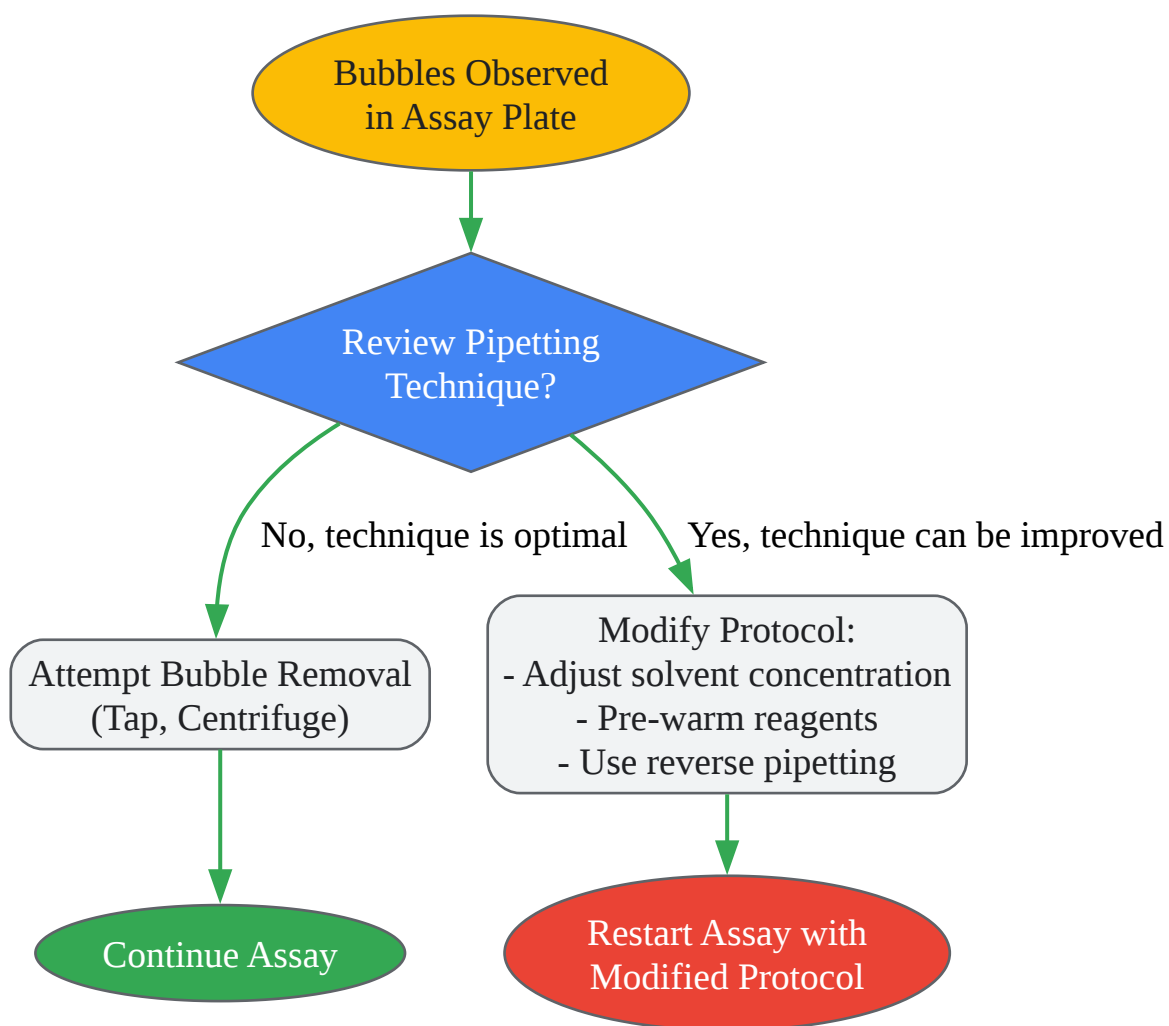 Bubbles Observed
in Assay Plate
Review Pipetting
Technique?
No, technique is optimal
Yes, technique can be improved
Attempt Bubble Removal
(Tap, Centrifuge)
Modify Protocol:
- Adjust solvent concentration
- Pre-warm reagents
- Use reverse pipetting
Continue Assay
Restart Assay with
Modified Protocol